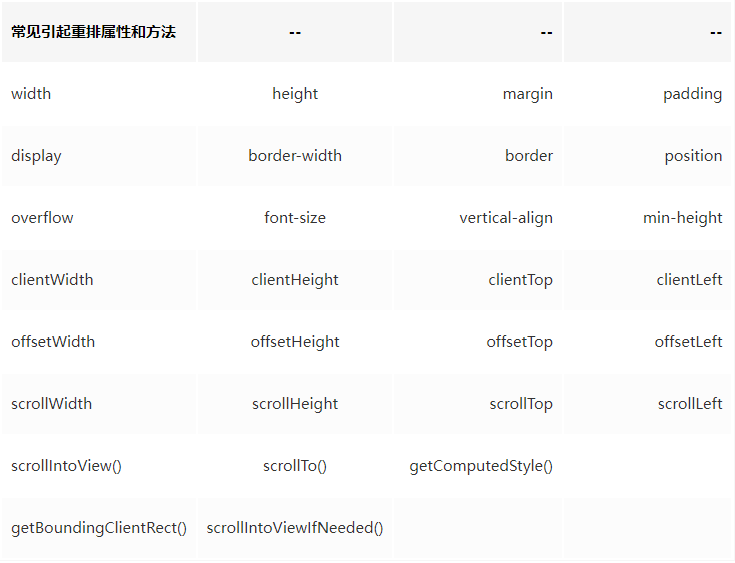 常见引起重排属性和方法 -- -- --
width height margin padding
display border-width border position
overflow font-size vertical-align min-height
clientWidth clientHeight clientTop clientLeft
offsetWidth offsetHeight offsetTop offsetLeft
scrollWidth scrollHeight scrollTop scrollLeft
scrollIntoView() scrollTo() getComputedStyle()
getBoundingClientRect() scrollIntoViewIfNeeded()